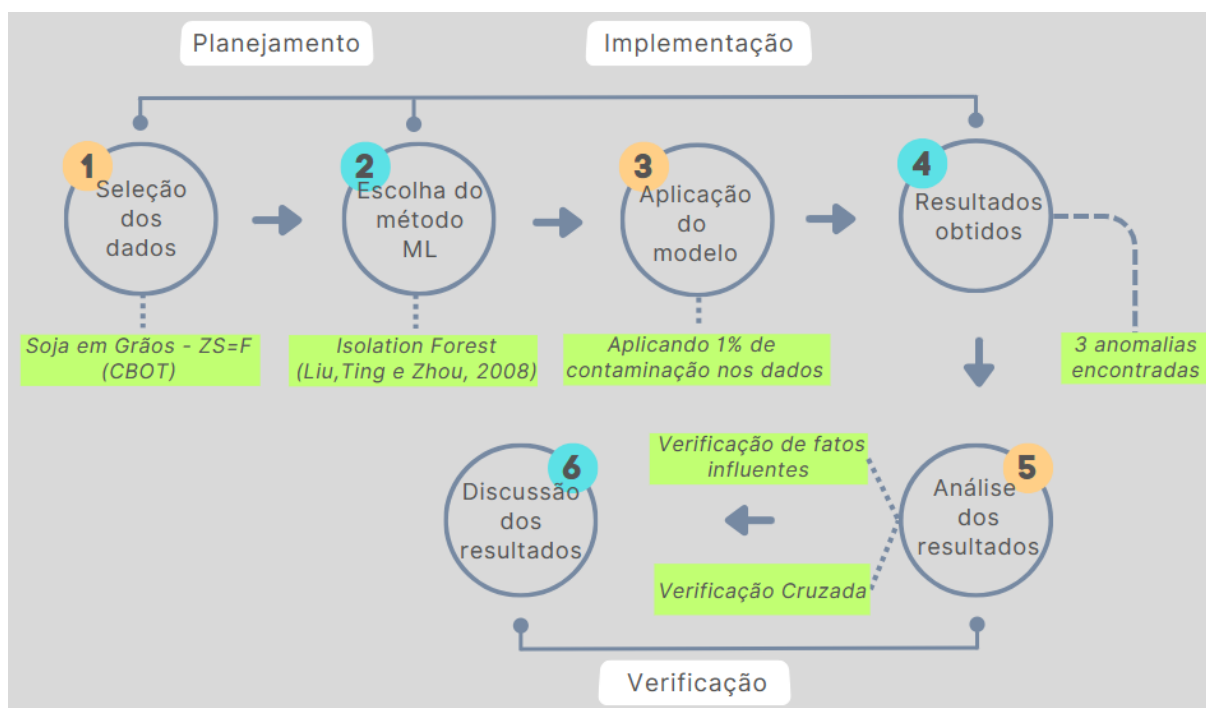 Planejamento
Implementação
1
Seleção
dos
dados
2
Escolha do
método
ML
3
Aplicação
do
modelo
4
Resultados
obtidos
Soja em Grãos - ZS=F
(CBOT)
Isolation Forest
(Liu,Ting e Zhou, 2008)
Aplicando 1% de
contaminação nos dados
3 anomalias
encontradas
5
Análise
dos
resultados
Verificação de fatos
influentes
Verificação Cruzada
6
Discussão
dos
resultados
Verificação